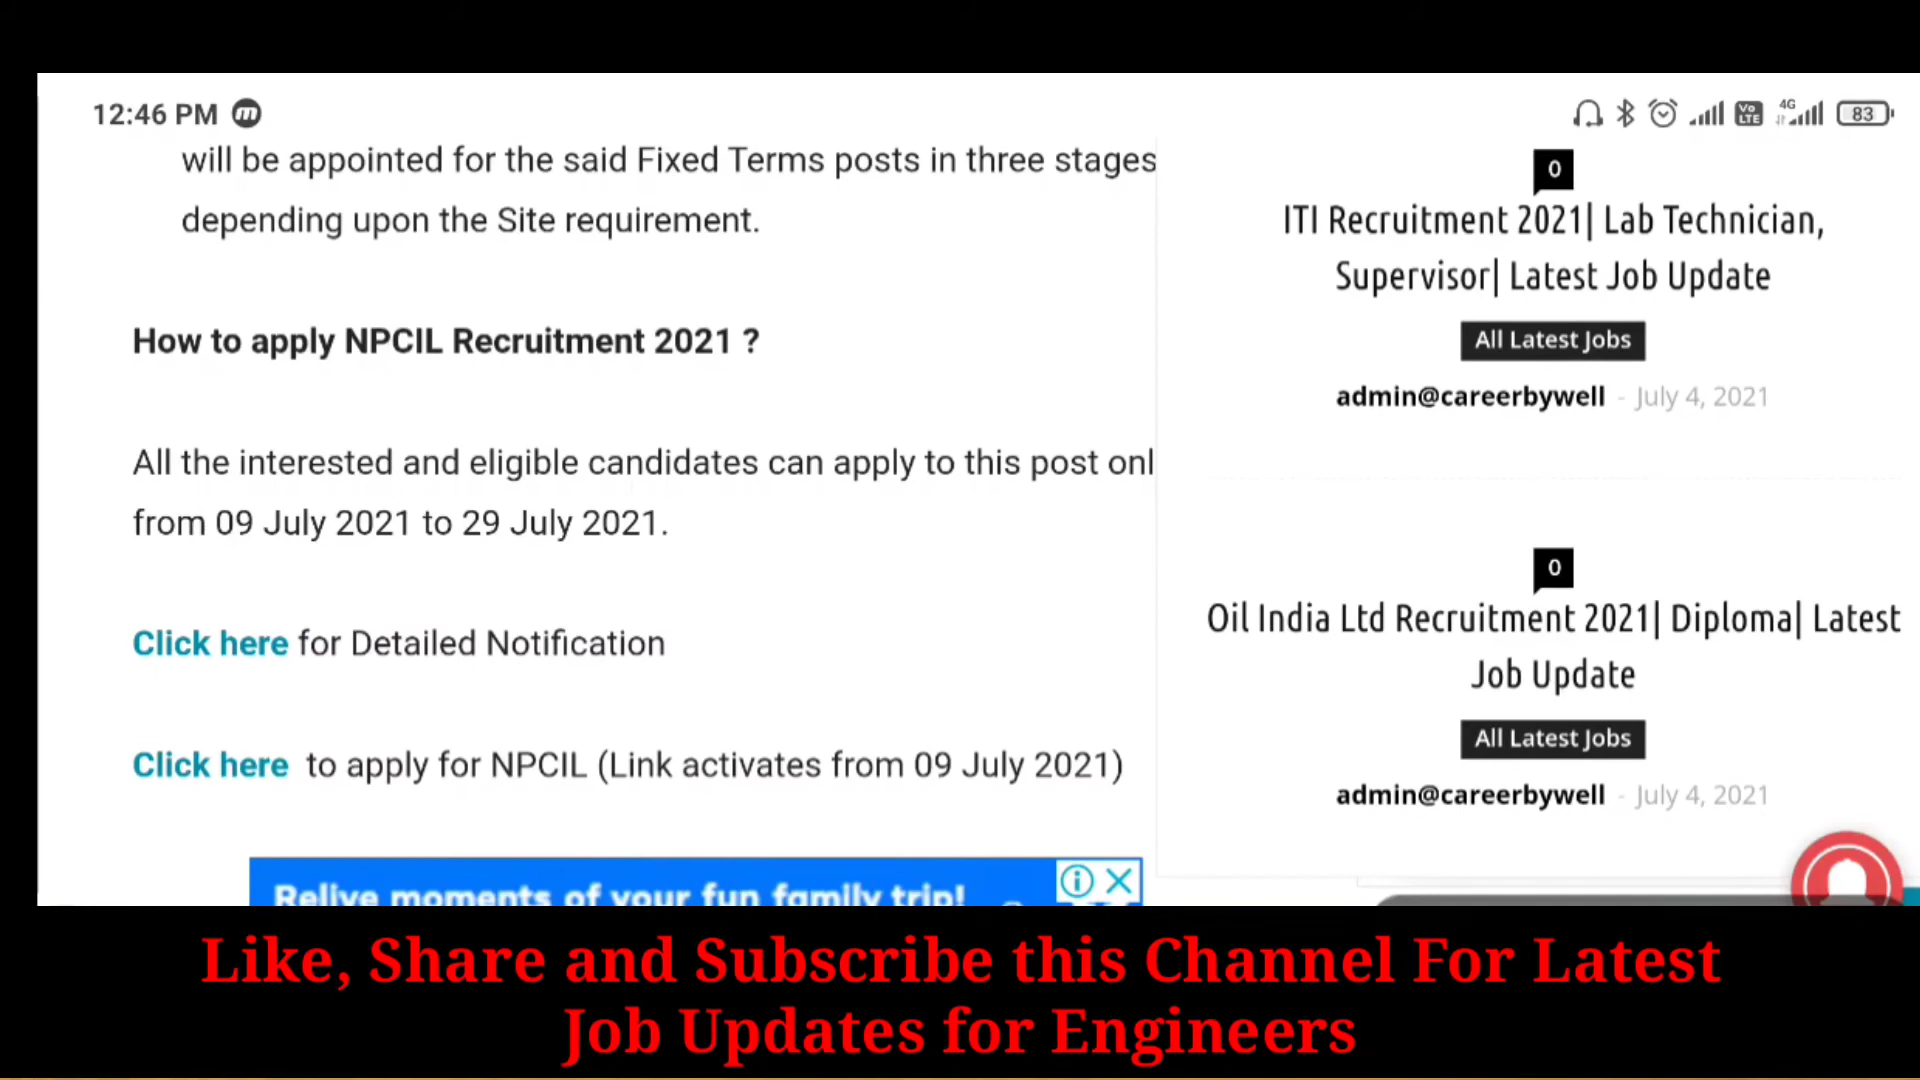 12:46 PM
4G
Vo LTE
83
will be appointed for the said Fixed Terms posts in three stages
depending upon the Site requirement.
How to apply NPCIL Recruitment 2021 ?
All the interested and eligible candidates can apply to this post onl
from 09 July 2021 to 29 July 2021.
Click here for Detailed Notification
Click here to apply for NPCIL (Link activates from 09 July 2021)
Relive moments of your fun family trip!
0
ITI Recruitment 2021| Lab Technician,
Supervisor| Latest Job Update
All Latest Jobs
admin@careerbywell - July 4, 2021
0
Oil India Ltd Recruitment 2021| Diploma| Latest
Job Update
All Latest Jobs
admin@careerbywell - July 4, 2021
Like, Share and Subscribe this Channel For Latest
Job Updates for Engineers